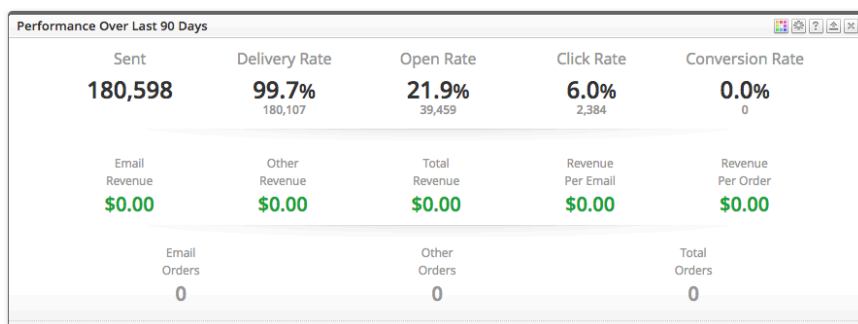 Performance Over Last 90 Days
?
Sent Delivery Rate Open Rate Click Rate Conversion Rate
180,598 99.7% 21.9% 6.0% 0.0%
180,107 39,459 2,384 0
Email Other Total Revenue Revenue
Revenue Revenue Revenue Per Email Per Order
$0.00 $0.00 $0.00 $0.00 $0.00
Email Other Total
Orders Orders Orders
0 0 0